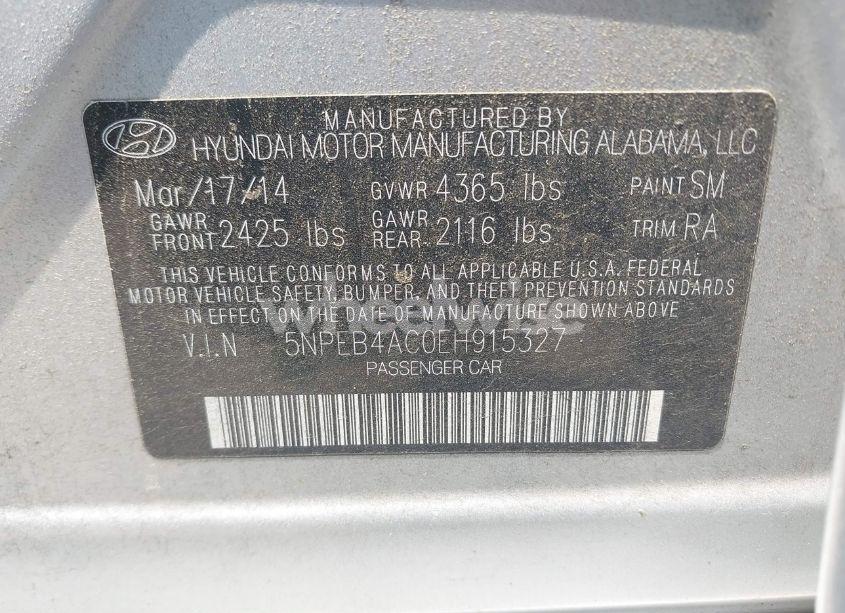 MANUFACTURED BY
HYUNDAI MOTOR MANUFACTURING ALABAMA, LLC
Mar/17/14 GVWR 4365 lbs PAINT SM
GAWR FRONT 2425 lbs GAWR REAR 2116 lbs TRIM RA
THIS VEHICLE CONFORMS TO ALL APPLICABLE U.S.A. FEDERAL
MOTOR VEHICLE SAFETY, BUMPER, AND THEFT PREVENTION STANDARDS
IN EFFECT ON THE DATE OF MANUFACTURE SHOWN ABOVE
wheelwise
V.I.N 5NPEB4AC0EH915327
PASSENGER CAR